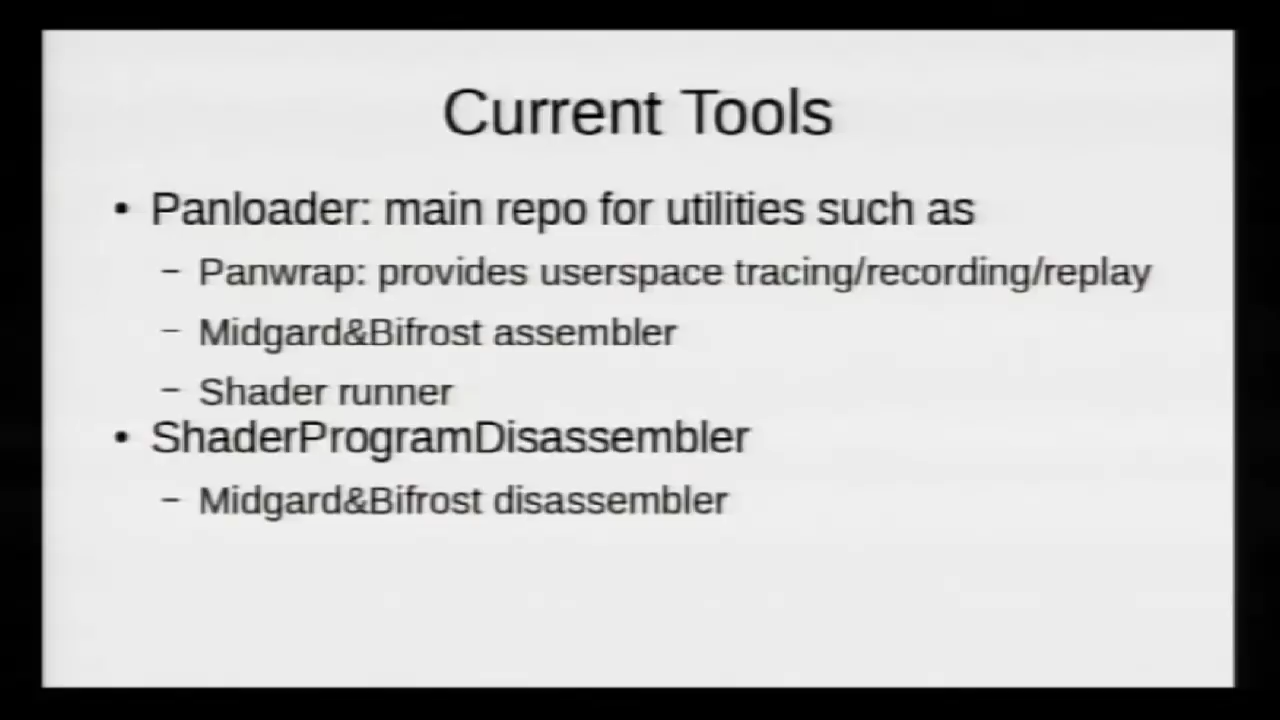 Current Tools
• Panloader: main repo for utilities such as
– Panwrap: provides userspace tracing/recording/replay
– Midgard&Bifrost assembler
– Shader runner
• ShaderProgramDisassembler
– Midgard&Bifrost disassembler